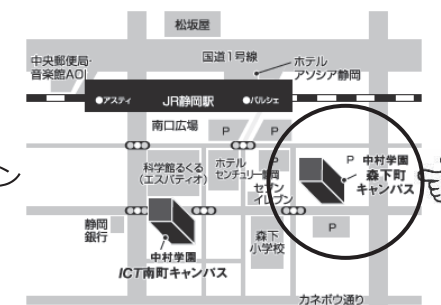 松坂屋
国道1号線
中央郵便局・
音楽館AOI
ホテル
アソシア静岡
●アスティ
JR静岡駅
●パルシェ
南口広場
P
P
科学館るくる
(エスパティオ)
ホテル
センチュリー静岡
P
セブン
イレブン
P
中村学園
森下町
キャンパス
静岡
銀行
中村学園
ICT南町キャンパス
森下
小学校
P
カネボウ通り